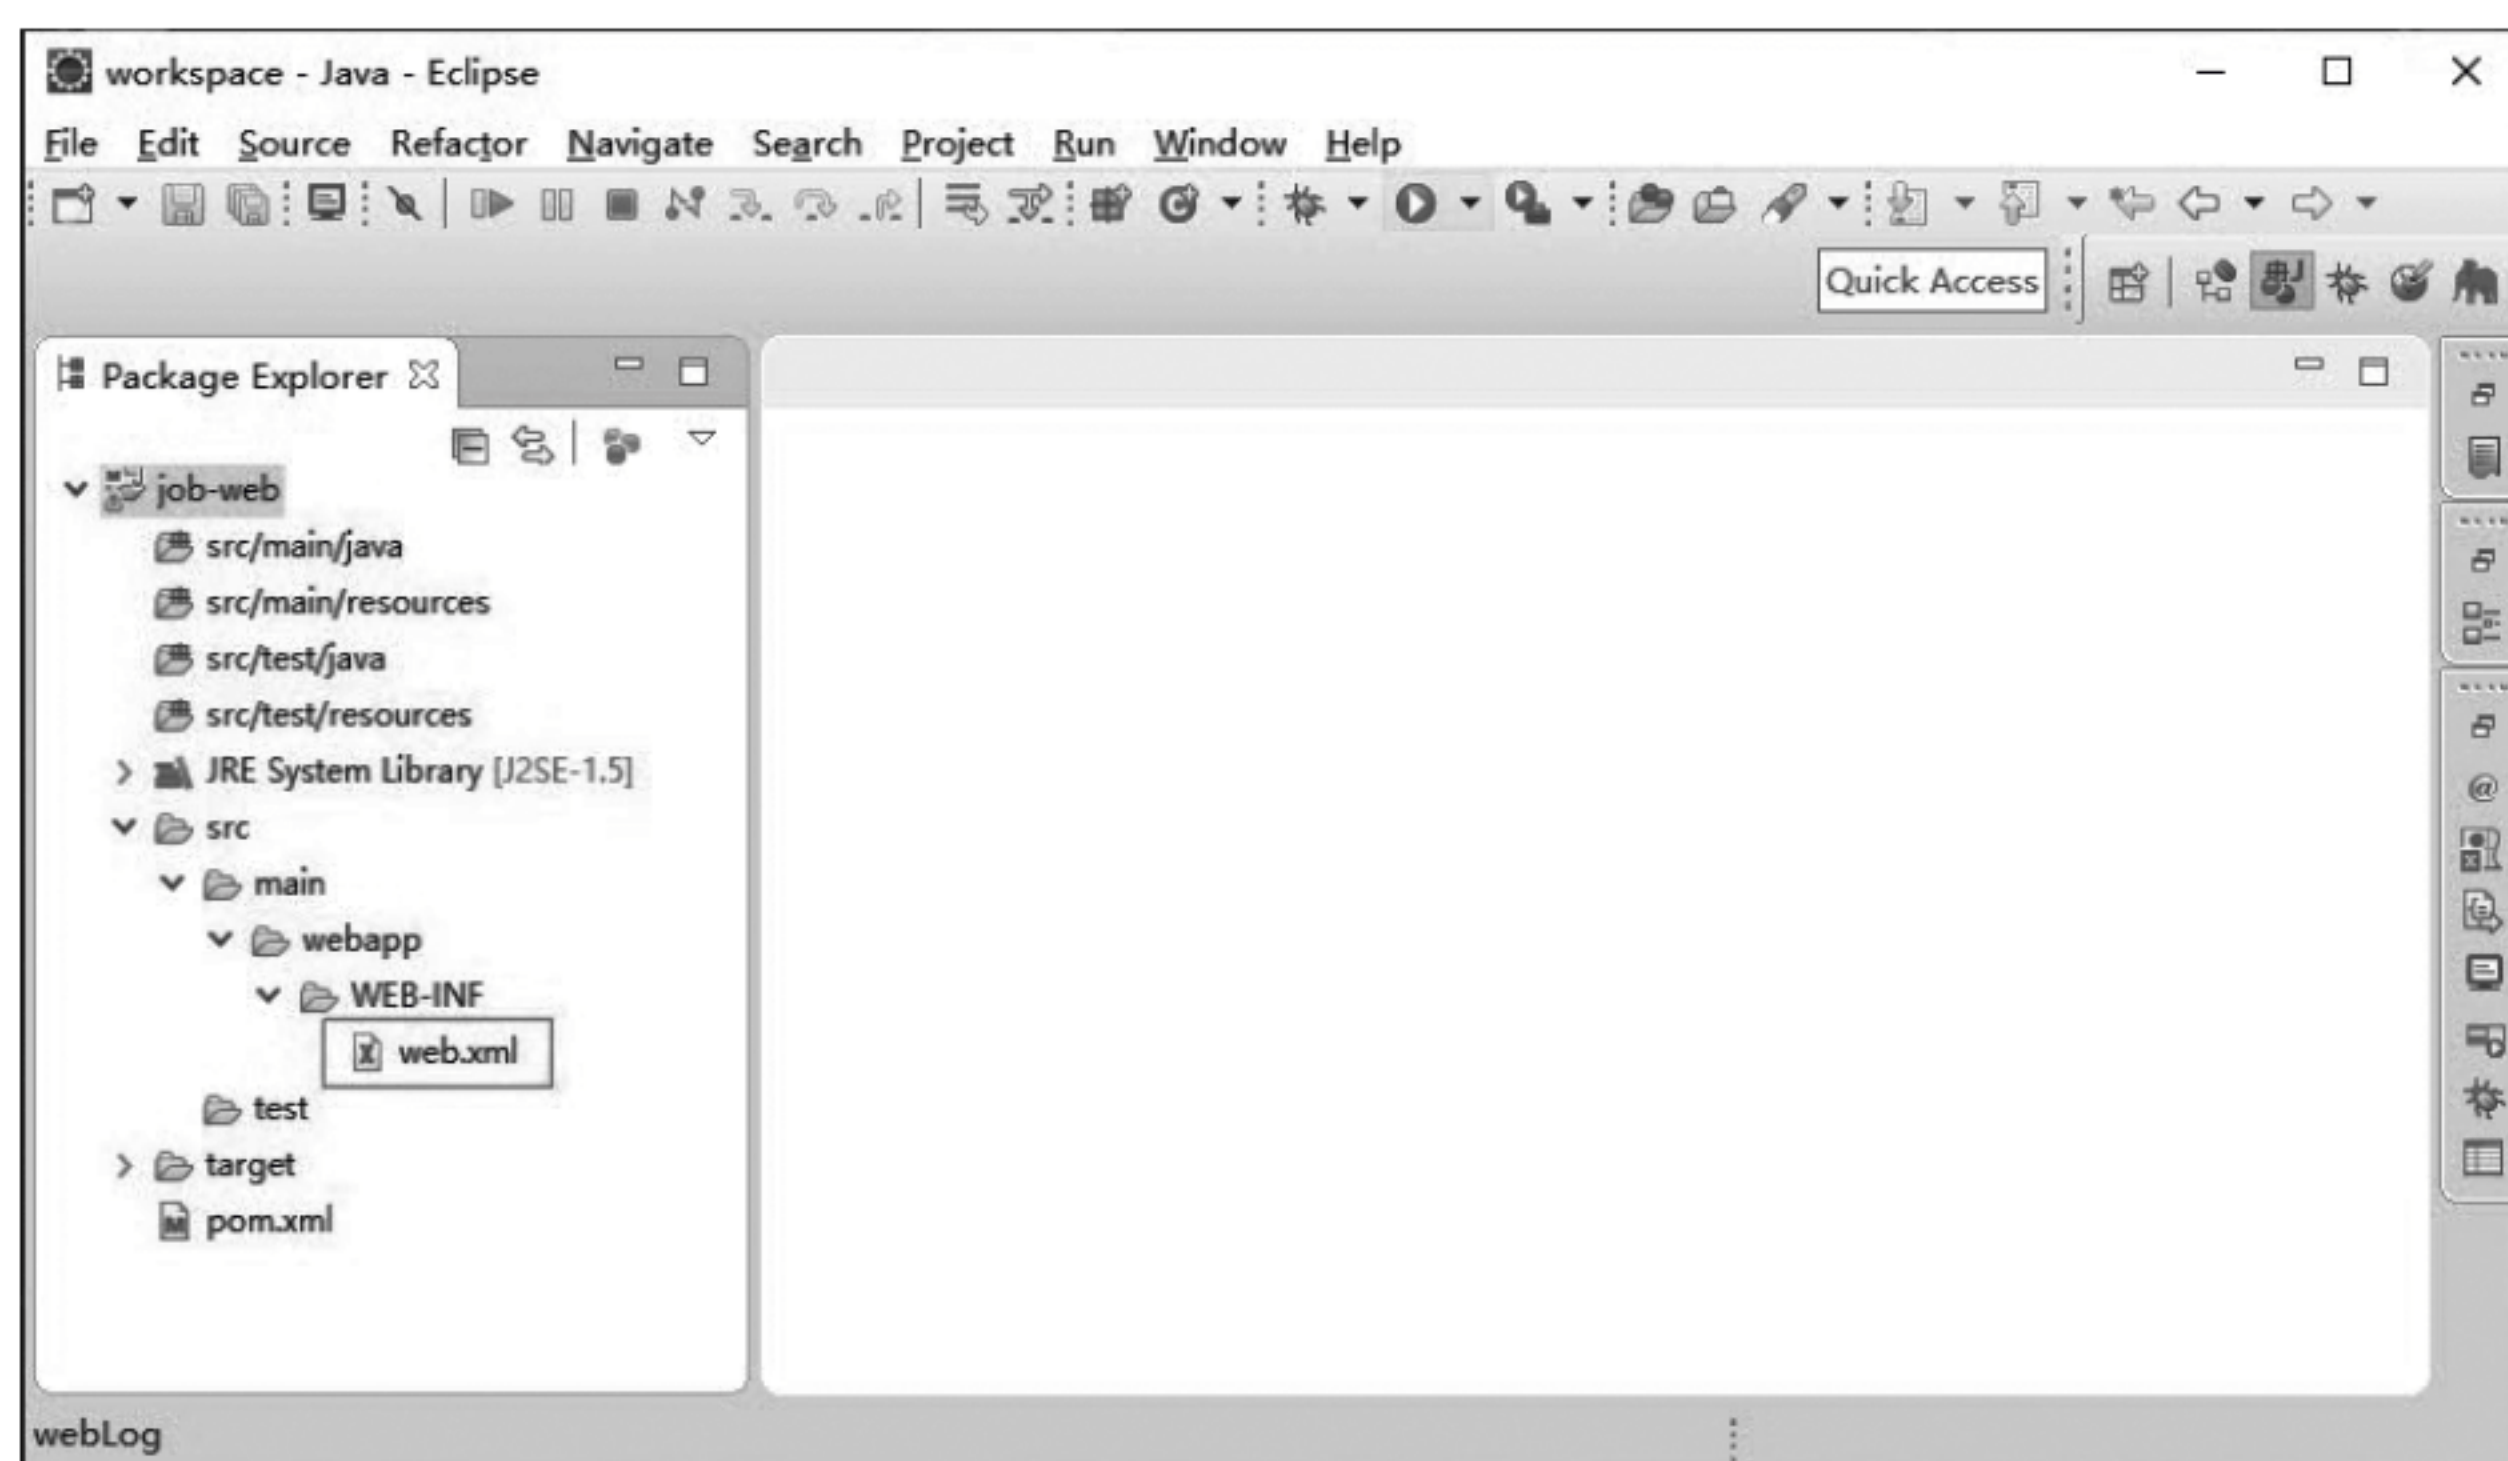 workspace - Java - Eclipse
File Edit Source Refactor Navigate Search Project Run Window Help
Quick Access
Package Explorer
job-web
src/main/java
src/main/resources
src/test/java
src/test/resources
JRE System Library [J2SE-1.5]
src
main
webapp
WEB-INF
web.xml
test
target
pom.xml
webLog